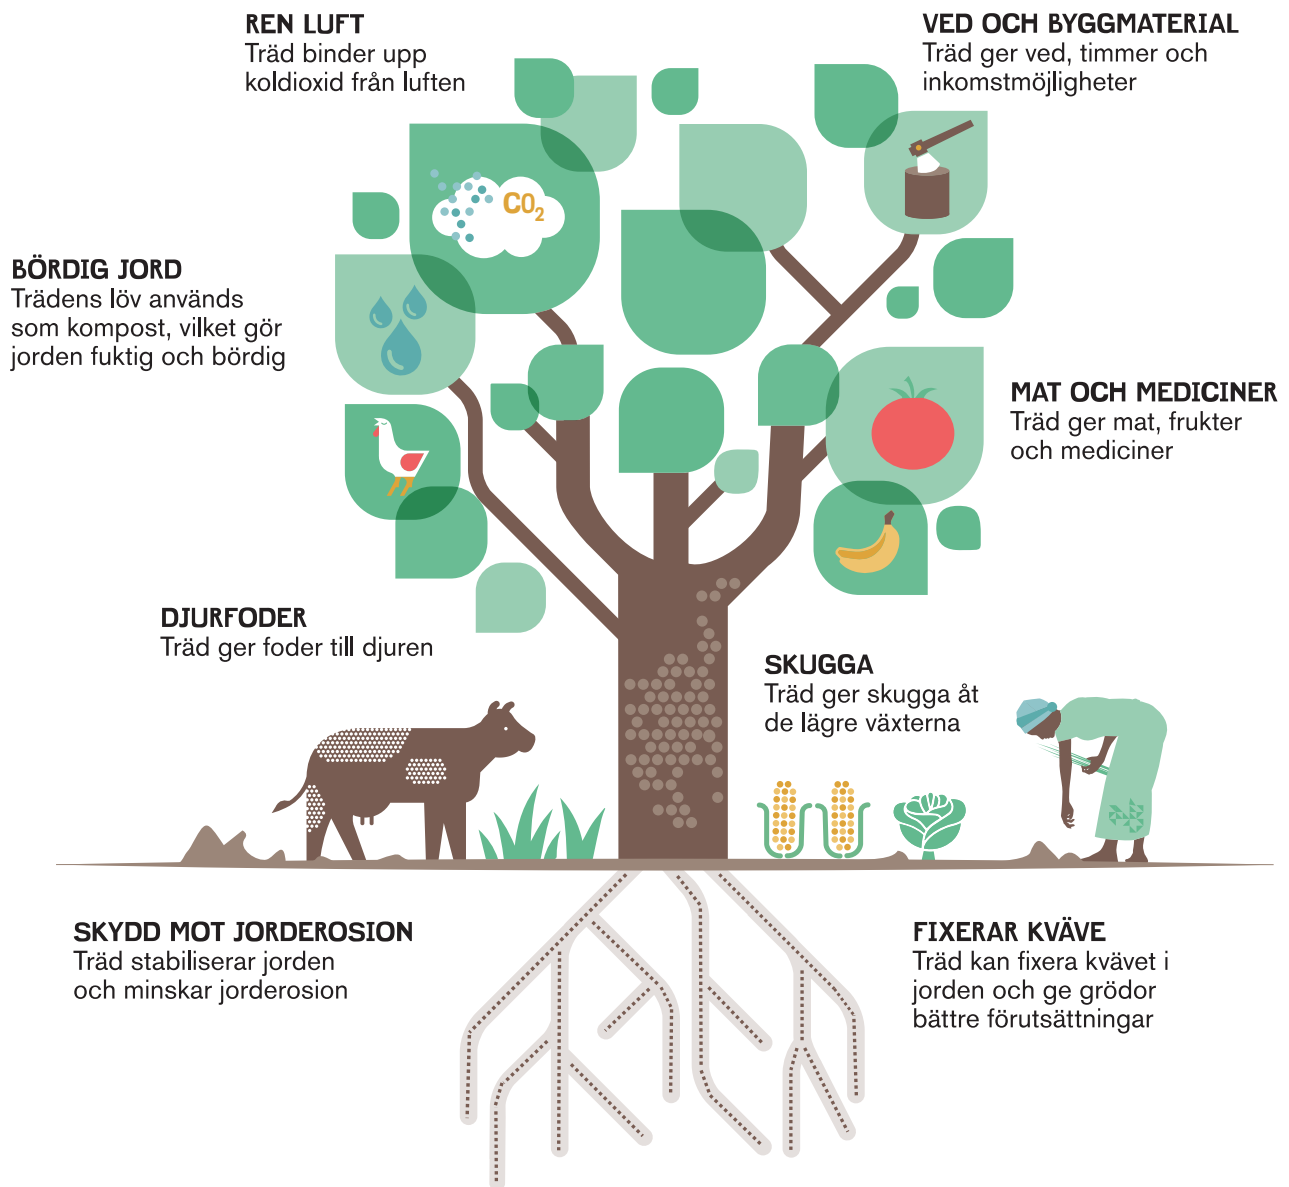 REN LUFT
Träd binder upp
koldioxid från luften
VED OCH BYGGMATERIAL
Träd ger ved, timmer och
inkomstmöjligheter
CO₂
BÖRDIG JORD
Trädens löv används
som kompost, vilket gör
jorden fuktig och bördig
MAT OCH MEDICINER
Träd ger mat, frukter
och mediciner
DJURFODER
Träd ger foder till djuren
SKUGGA
Träd ger skugga åt
de lägre växterna
SKYDD MOT JORDEROSION
Träd stabiliserar jorden
och minskar jorderosion
FIXERAR KVÄVE
Träd kan fixera kvävet i
jorden och ge grödor
bättre förutsättningar